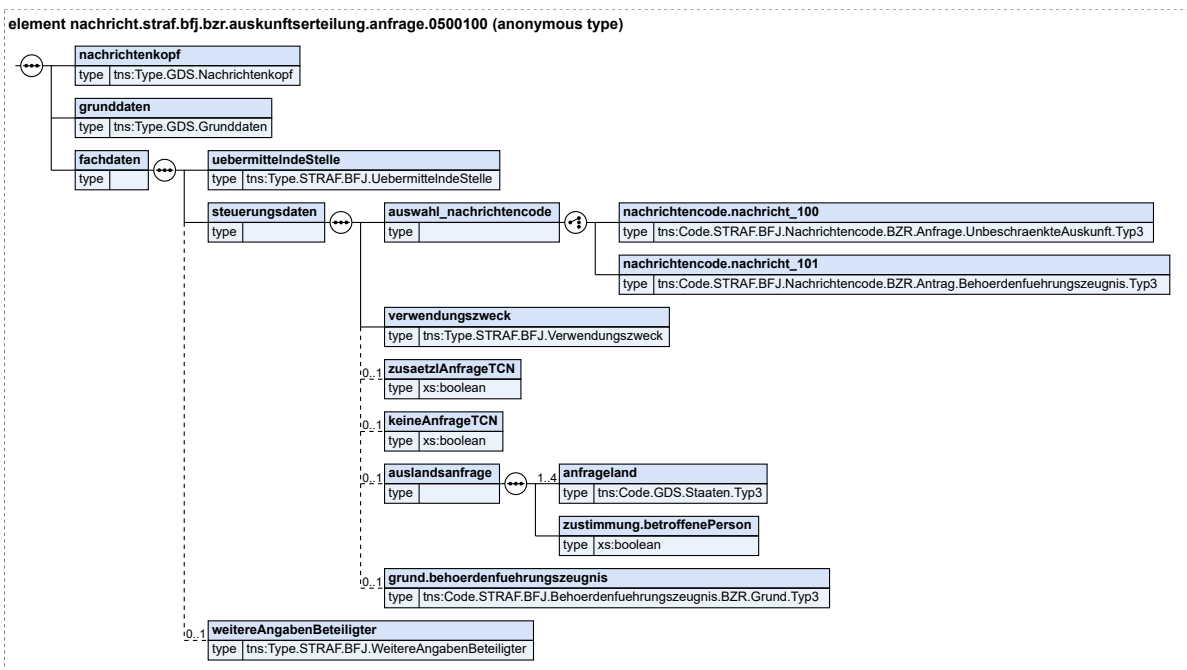 element nachricht.straf.bfj.bzr.auskunftserteilung.anfrage.0500100 (anonymous type)
nachrichtenkopf
type tns:Type.GDS.Nachrichtenkopf
grunddaten
type tns:Type.GDS.Grunddaten
fachdaten
type
uebermittelndeStelle
type tns:Type.STRAF.BFJ.UebermittelndeStelle
steuerungsdaten
type
auswahl_nachrichtencode
type
nachrichtencode.nachricht_100
type tns:Code.STRAF.BFJ.Nachrichtencode.BZR.Anfrage.UnbeschraenkteAuskunft.Typ3
nachrichtencode.nachricht_101
type tns:Code.STRAF.BFJ.Nachrichtencode.BZR.Antrag.Behoerdenfuehrungszeugnis.Typ3
verwendungszweck
type tns:Type.STRAF.BFJ.Verwendungszweck
0..1 zusaetzlAnfrageTCN
type xs:boolean
0..1 keineAnfrageTCN
type xs:boolean
0..1 auslandsanfrage
type
1..4 anfrageland
type tns:Code.GDS.Staaten.Typ3
zustimmung.betroffenePerson
type xs:boolean
0..1 grund.behoerdenfuehrungszeugnis
type tns:Code.STRAF.BFJ.Behoerdenfuehrungszeugnis.BZR.Grund.Typ3
0..1 weitereAngabenBeteiligter
type tns:Type.STRAF.BFJ.WeitereAngabenBeteiligter